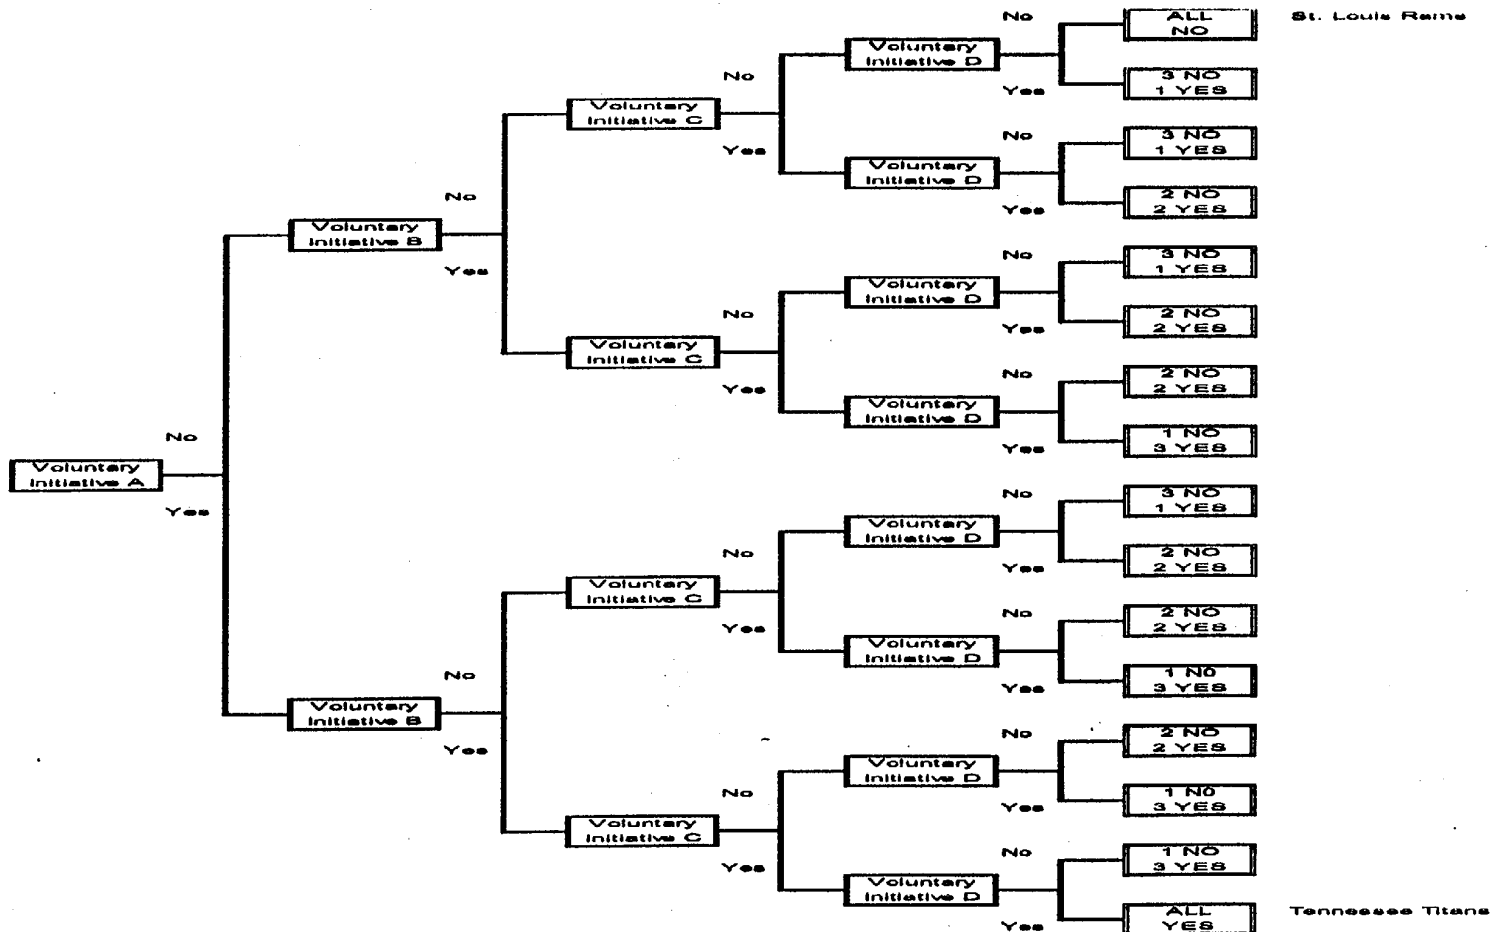 No
ALL
NO
St. Louis Rams
Voluntary
Initiative D
Yes
3 NO
1 YES
No
Voluntary
Initiative C
Yes
No
3 NO
1 YES
Voluntary
Initiative D
Yes
2 NO
2 YES
No
Voluntary
Initiative B
Yes
No
3 NO
1 YES
Voluntary
Initiative D
Yes
2 NO
2 YES
No
Voluntary
Initiative C
Yes
No
2 NO
2 YES
Voluntary
Initiative D
Yes
1 NO
3 YES
No
Voluntary
Initiative A
Yes
No
3 NO
1 YES
Voluntary
Initiative D
Yes
2 NO
2 YES
No
Voluntary
Initiative C
Yes
No
2 NO
2 YES
Voluntary
Initiative D
Yes
1 NO
3 YES
No
Voluntary
Initiative B
Yes
No
2 NO
2 YES
Voluntary
Initiative D
Yes
1 NO
3 YES
No
Voluntary
Initiative C
Yes
No
1 NO
3 YES
Voluntary
Initiative D
Yes
ALL
YES
Tennessee Titans